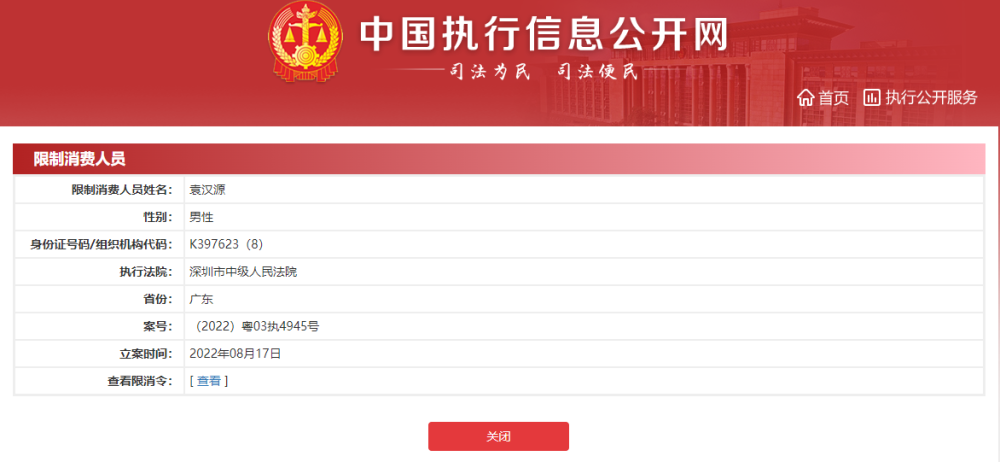 中国执行信息公开网
司法为民 司法便民
首页 执行公开服务
限制消费人员
限制消费人员姓名： 袁汉源
性别： 男性
身份证号码/组织机构代码： K397623（8）
执行法院： 深圳市中级人民法院
省份： 广东
案号： （2022）粤03执4945号
立案时间： 2022年08月17日
查看限消令： [ 查看 ]
关闭